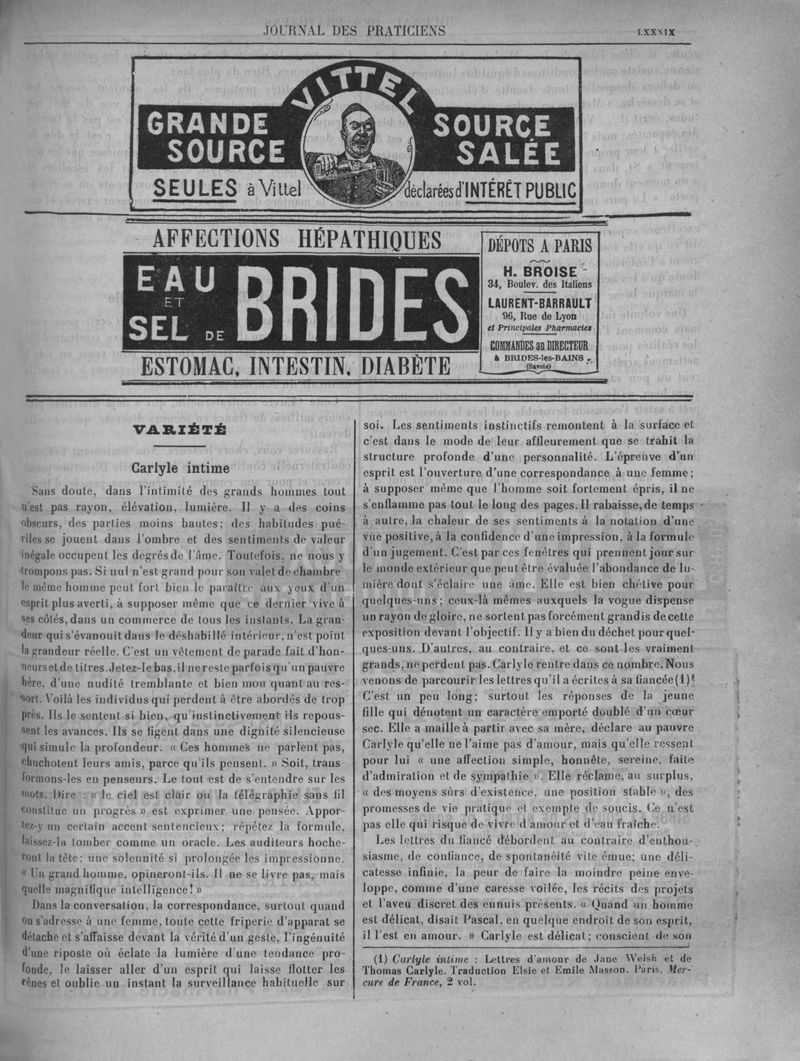 JOURNAL DES PRATICIENS
LXXXIX
VITTEL
GRANDE
SOURCE
SOURCE
SALÉE
SEULES à Vittel
déclarées d'INTÉRÊT PUBLIC
AFFECTIONS HÉPATHIQUES
EAU
ET
SEL DE
BRIDES
ESTOMAC, INTESTIN, DIABÈTE
DÉPOTS A PARIS
H. BROISE
34, Boulev. des Italiens
LAURENT-BARRAULT
96, Rue de Lyon
et Principales Pharmacies
COMMANDES au DIRECTEUR
à BRIDES-les-BAINS
(Savoie)
VARIÉTÉ
Carlyle intime
Sans doute, dans l'intimité des grands hommes tout
n'est pas rayon, élévation, lumière. Il y a des coins
obscurs, des parties moins hautes; des habitudes pué-
riles se jouent dans l'ombre et des sentiments de valeur
inégale occupent les degrés de l'âme. Toutefois, ne nous y
trompons pas. Si nul n'est grand pour son valet de chambre
le même homme peut fort bien le paraître aux yeux d'un
esprit plus averti, à supposer même que ce dernier vive à
ses côtés, dans un commerce de tous les instants. La gran-
deur qui s'évanouit dans le déshabillé intérieur, n'est point
la grandeur réelle. C'est un vêtement de parade fait d'hon-
neurs et de titres. Jetez-le bas, il ne reste parfois qu'un pauvre
hère, d'une nudité tremblante et bien mou quant au res-
sort. Voilà les individus qui perdent à être abordés de trop
près. Ils le sentent si bien, qu'instinctivement ils repous-
sent les avances. Ils se figent dans une dignité silencieuse
qui simule la profondeur. « Ces hommes ne parlent pas,
chuchotent leurs amis, parce qu'ils pensent. » Soit, trans
formons-les en penseurs. Le tout est de s'entendre sur les
mots. Dire : « le ciel est clair ou la télégraphie sans fil
constitue un progrès » est exprimer une pensée. Appor-
tez-y un certain accent sentencieux; répétez la formule,
laissez-la tomber comme un oracle. Les auditeurs hoche-
ront la tête; une solennité si prolongée les impressionne.
« Un grand homme, opineront-ils. Il ne se livre pas, mais
quelle magnifique intelligence! »
Dans la conversation, la correspondance, surtout quand
on s'adresse à une femme, toute cette friperie d'apparat se
détache et s'affaisse devant la vérité d'un geste, l'ingénuité
d'une riposte où éclate la lumière d'une tendance pro-
fonde, le laisser aller d'un esprit qui laisse flotter les
rênes et oublie un instant la surveillance habituelle sur
soi. Les sentiments instinctifs remontent à la surface et
c'est dans le mode de leur affleurement que se trahit la
structure profonde d'une personnalité. L'épreuve d'un
esprit est l'ouverture d'une correspondance à une femme;
à supposer même que l'homme soit fortement épris, il ne
s'enflamme pas tout le long des pages. Il rabaisse, de temps
à autre, la chaleur de ses sentiments à la notation d'une
vue positive, à la confidence d'une impression, à la formule
d'un jugement. C'est par ces fenêtres qui prennent jour sur
le monde extérieur que peut être évaluée l'abondance de lu-
mière dont s'éclaire une âme. Elle est bien chétive pour
quelques-uns; ceux-là mêmes auxquels la vogue dispense
un rayon de gloire, ne sortent pas forcément grandis de cette
exposition devant l'objectif. Il y a bien du déchet pour quel-
ques-uns. D'autres, au contraire, et ce sont les vraiment
grands, ne perdent pas. Carlyle rentre dans ce nombre. Nous
venons de parcourir les lettres qu'il a écrites à sa fiancée (1)!
C'est un peu long; surtout les réponses de la jeune
fille qui dénotent un caractère emporté doublé d'un cœur
sec. Elle a maille à partir avec sa mère, déclare au pauvre
Carlyle qu'elle ne l'aime pas d'amour, mais qu'elle ressent
pour lui « une affection simple, honnête, sereine, faite
d'admiration et de sympathie ». Elle réclame, au surplus,
« des moyens sûrs d'existence, une position stable », des
promesses de vie pratique et exempte de soucis. Ce n'est
pas elle qui risque de vivre d'amour et d'eau fraîche.
Les lettres du fiancé débordent au contraire d'enthou-
siasme, de confiance, de spontanéité vite émue; une déli-
catesse infinie, la peur de faire la moindre peine enve-
loppe, comme d'une caresse voilée, les récits des projets
et l'aveu discret des ennuis présents. « Quand un homme
est délicat, disait Pascal, en quelque endroit de son esprit,
il l'est en amour. » Carlyle est délicat; conscient de son
(1) Carlyle intime : Lettres d'amour de Jane Welsh et de
Thomas Carlyle. Traduction Elsie et Emile Masson. Paris, Mer-
cure de France, 2 vol.